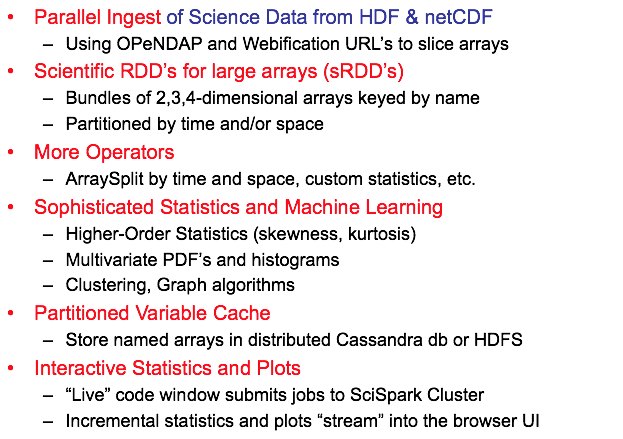 • Parallel Ingest of Science Data from HDF & netCDF
– Using OPeNDAP and Webification URL's to slice arrays
• Scientific RDD's for large arrays (sRDD's)
– Bundles of 2,3,4-dimensional arrays keyed by name
– Partitioned by time and/or space
• More Operators
– ArraySplit by time and space, custom statistics, etc.
• Sophisticated Statistics and Machine Learning
– Higher-Order Statistics (skewness, kurtosis)
– Multivariate PDF's and histograms
– Clustering, Graph algorithms
• Partitioned Variable Cache
– Store named arrays in distributed Cassandra db or HDFS
• Interactive Statistics and Plots
– “Live” code window submits jobs to SciSpark Cluster
– Incremental statistics and plots “stream” into the browser UI